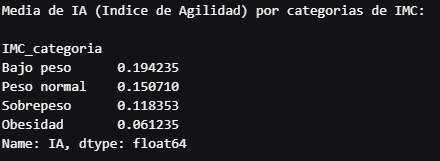 Media de IA (Indice de Agilidad) por categorias de IMC:
IMC_categoria
Bajo peso      0.194235
Peso normal    0.150710
Sobrepeso      0.118353
Obesidad       0.061235
Name: IA, dtype: float64